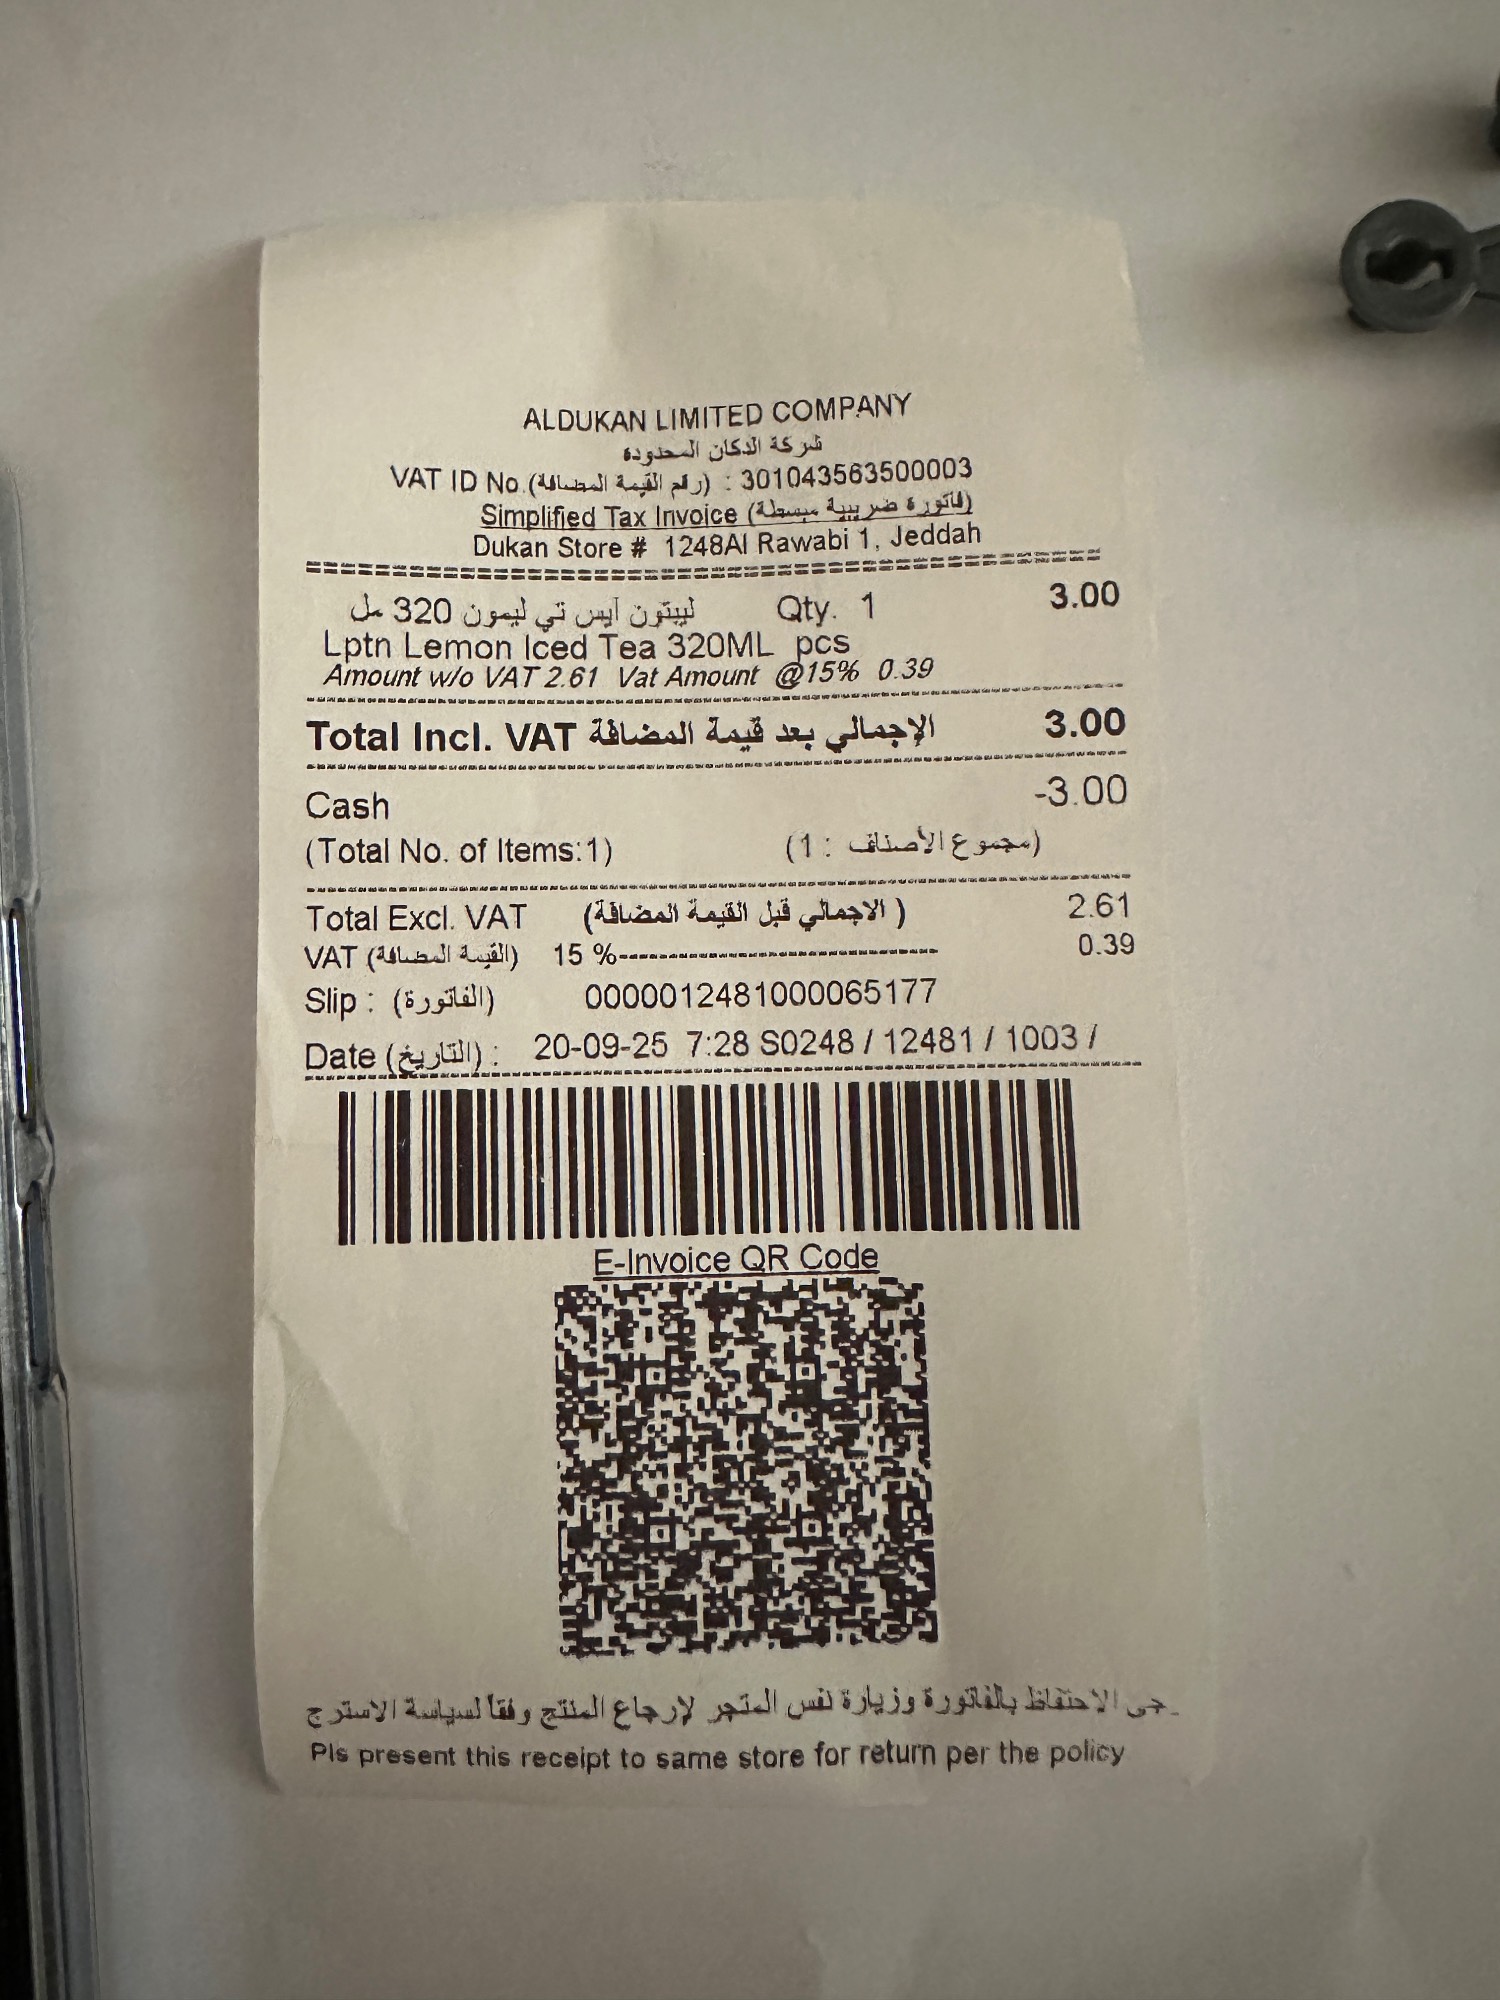 ALDUKAN LIMITED COMPANY
شركة الدكان المحدودة
VAT ID No.(رقم القيمة المضافة) : 301043563500003
Simplified Tax Invoice (فاتورة ضريبية مبسطة)
Dukan Store # 1248Al Rawabi 1, Jeddah
ليبتون آيس تي ليمون 320 مل Qty. 1 3.00
Lptn Lemon Iced Tea 320ML pcs
Amount w/o VAT 2.61 Vat Amount @15% 0.39
Total Incl. VAT الإجمالي بعد قيمة المضافة 3.00
Cash -3.00
(Total No. of Items:1) (مجموع الأصناف : 1)
Total Excl. VAT (الاجمالي قبل القيمة المضافة ) 2.61
VAT (القيمة المضافة) 15 %------------------------------ 0.39
Slip : (الفاتورة) 0000012481000065177
Date (التاريخ) : 20-09-25 7:28 S0248 / 12481 / 1003 /
E-Invoice QR Code
الاحتفاظ بالفاتورة وزيارة نفس المتجر لإرجاع المنتج وفقا لسياسة
Pls present this receipt to same store for return per the policy